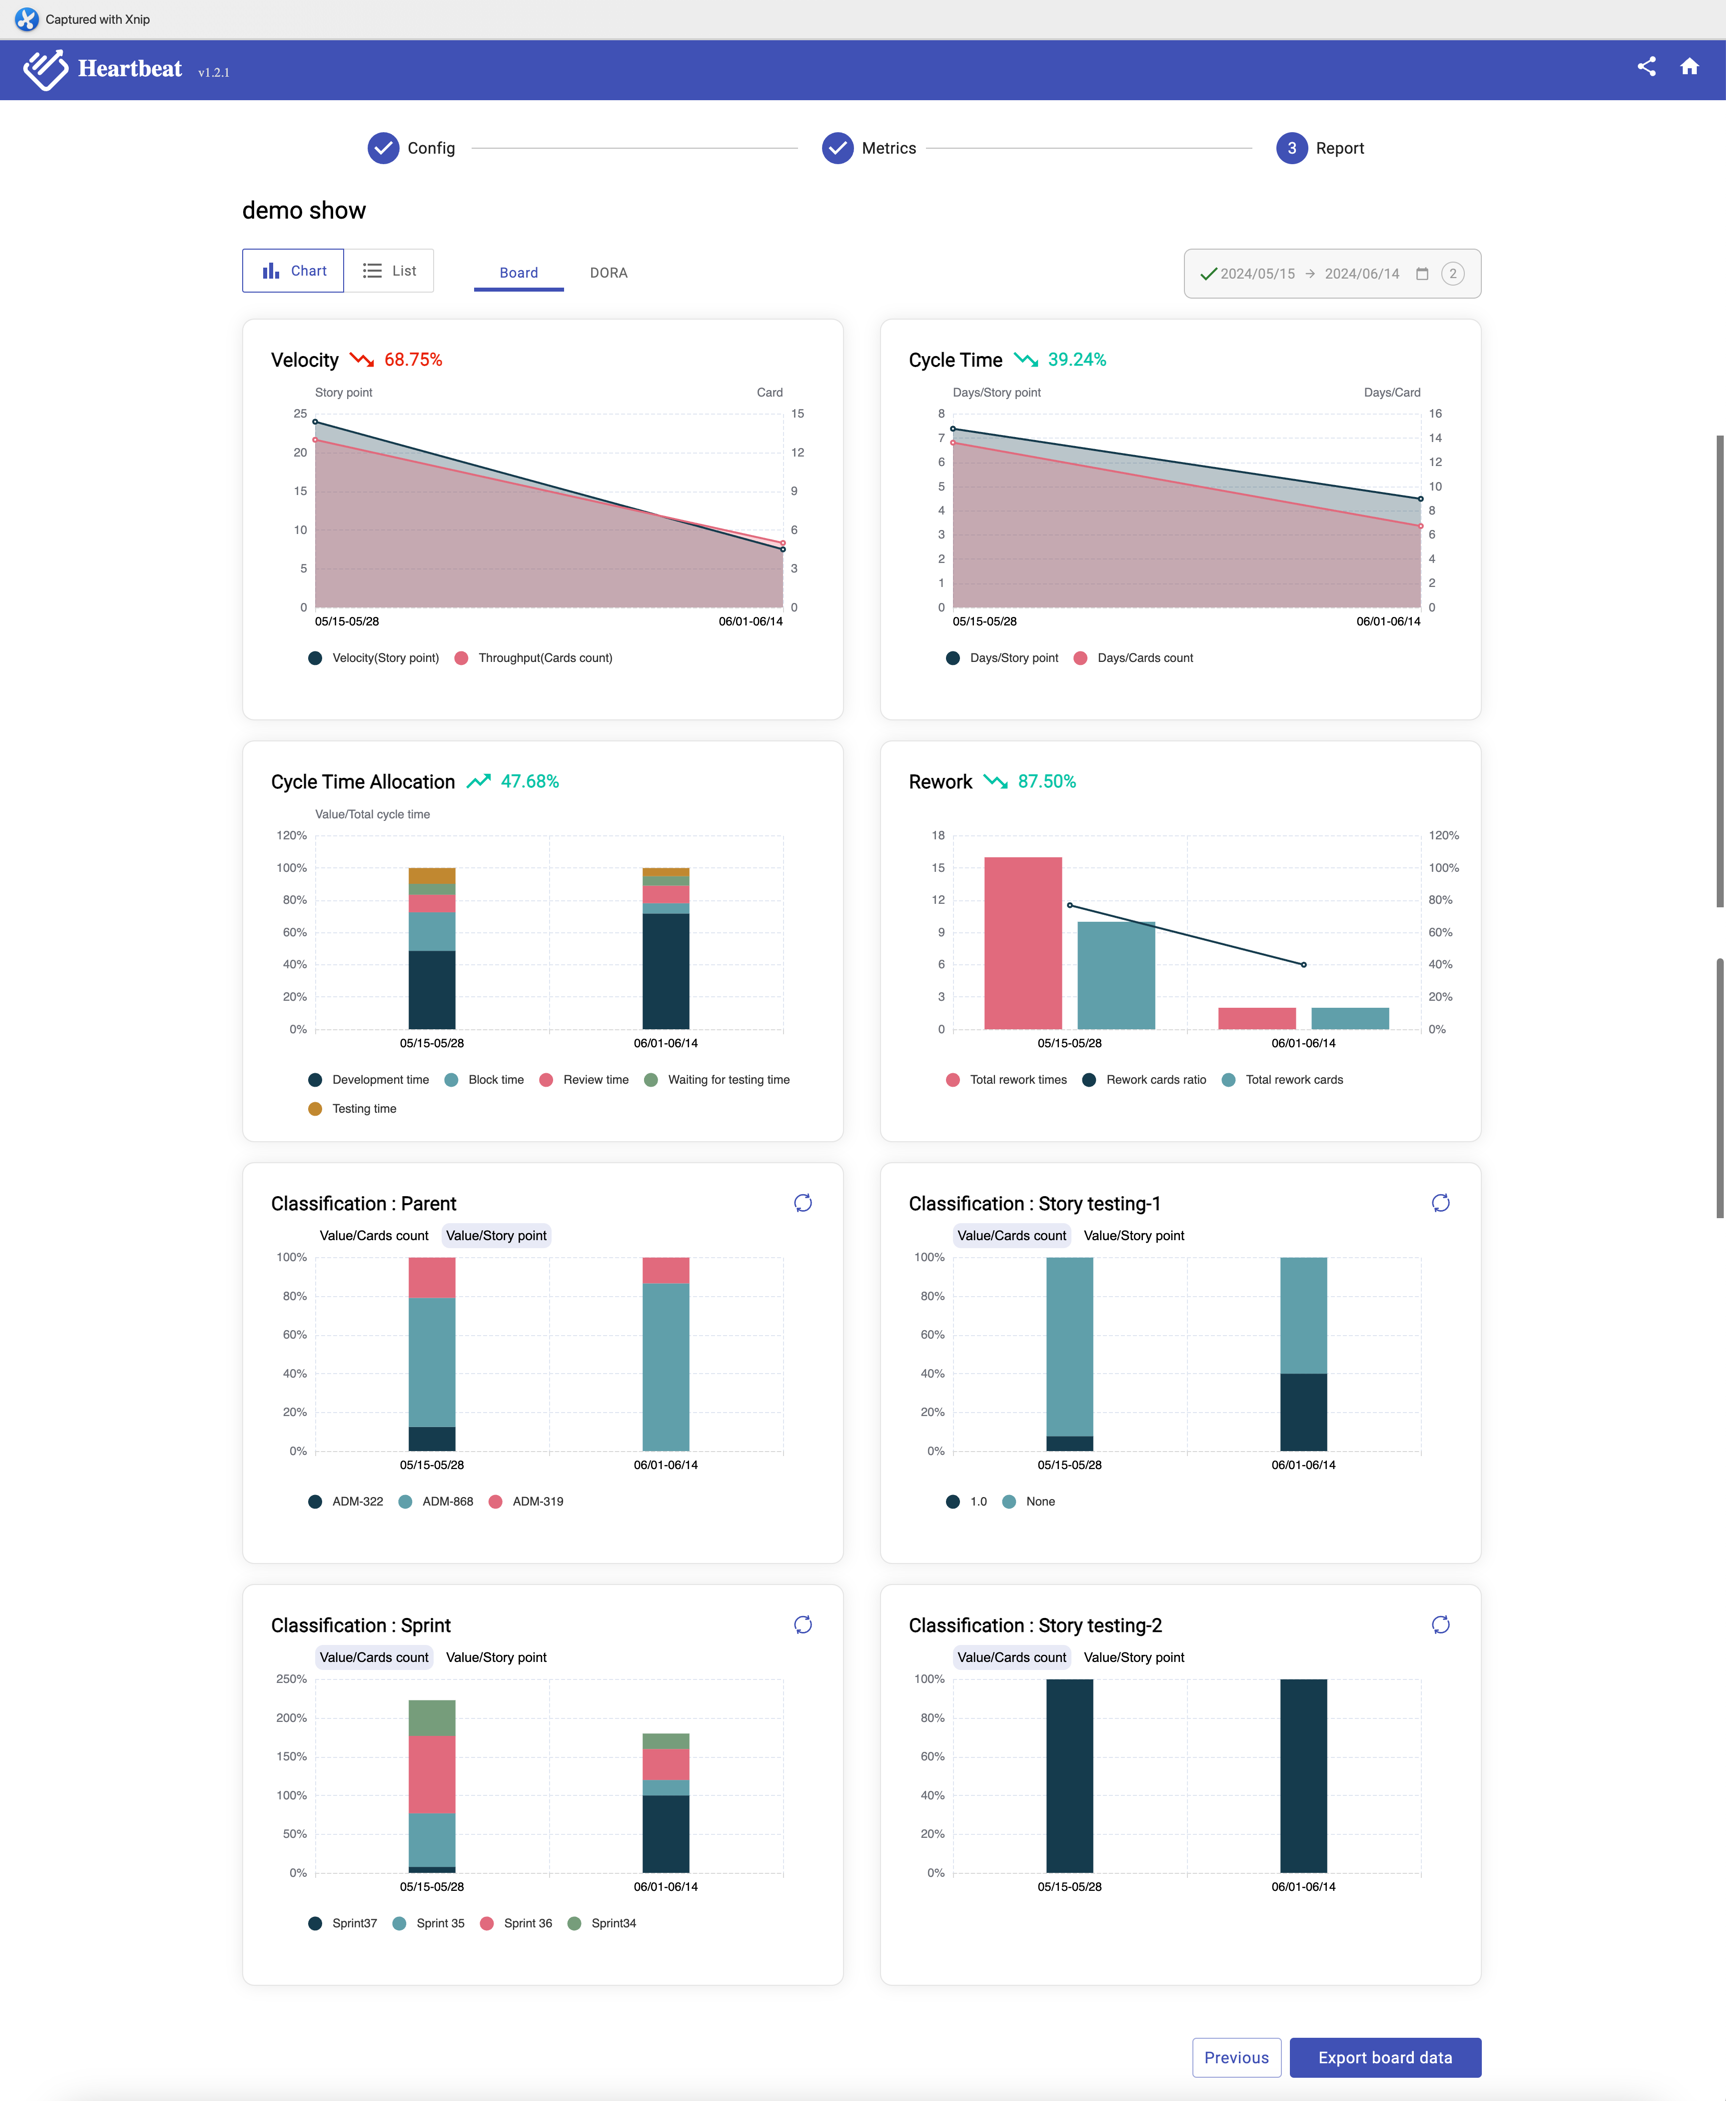 Captured with Xnip
Heartbeat v1.2.1
Config Metrics 3 Report
demo show
Chart List Board DORA 2024/05/15 → 2024/06/14 2
Velocity 68.75%
Story point Card
25 15
20 12
15 9
10 6
5 3
0 0
05/15-05/28 06/01-06/14
Velocity(Story point) Throughput(Cards count)
Cycle Time 39.24%
Days/Story point Days/Card
8 16
7 14
6 12
5 10
4 8
3 6
2 4
1 2
0 0
05/15-05/28 06/01-06/14
Days/Story point Days/Cards count
Cycle Time Allocation 47.68%
Value/Total cycle time
120%
100%
80%
60%
40%
20%
0%
05/15-05/28 06/01-06/14
Development time Block time Review time Waiting for testing time
Testing time
Rework 87.50%
18 120%
15 100%
12 80%
9 60%
6 40%
3 20%
0 0%
05/15-05/28 06/01-06/14
Total rework times Rework cards ratio Total rework cards
Classification : Parent
Value/Cards count Value/Story point
100%
80%
60%
40%
20%
0%
05/15-05/28 06/01-06/14
ADM-322 ADM-868 ADM-319
Classification : Story testing-1
Value/Cards count Value/Story point
100%
80%
60%
40%
20%
0%
05/15-05/28 06/01-06/14
1.0 None
Classification : Sprint
Value/Cards count Value/Story point
250%
200%
150%
100%
50%
0%
05/15-05/28 06/01-06/14
Sprint37 Sprint 35 Sprint 36 Sprint34
Classification : Story testing-2
Value/Cards count Value/Story point
100%
80%
60%
40%
20%
0%
05/15-05/28 06/01-06/14
Previous Export board data